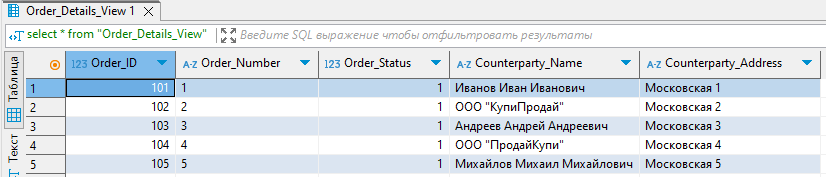 Order_Details_View 1
select * from "Order_Details_View" Введите SQL выражение чтобы отфильтровать результаты
Таблица
Текст
123 Order_ID A-Z Order_Number 123 Order_Status A-Z Counterparty_Name A-Z Counterparty_Address
1 101 1 1 Иванов Иван Иванович Московская 1
2 102 2 1 ООО "КупиПродай" Московская 2
3 103 3 1 Андреев Андрей Андреевич Московская 3
4 104 4 1 ООО "ПродайКупи" Московская 4
5 105 5 1 Михайлов Михаил Михайлович Московская 5